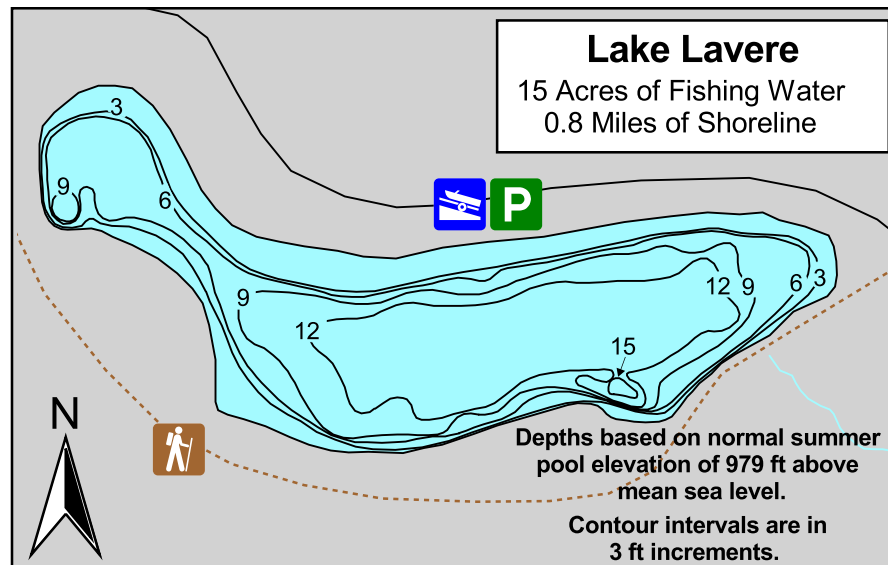 Lake Lavere
15 Acres of Fishing Water
0.8 Miles of Shoreline
3
9
6
P
9
12
12
9
6
3
15
N
Depths based on normal summer
pool elevation of 979 ft above
mean sea level.
Contour intervals are in
3 ft increments.